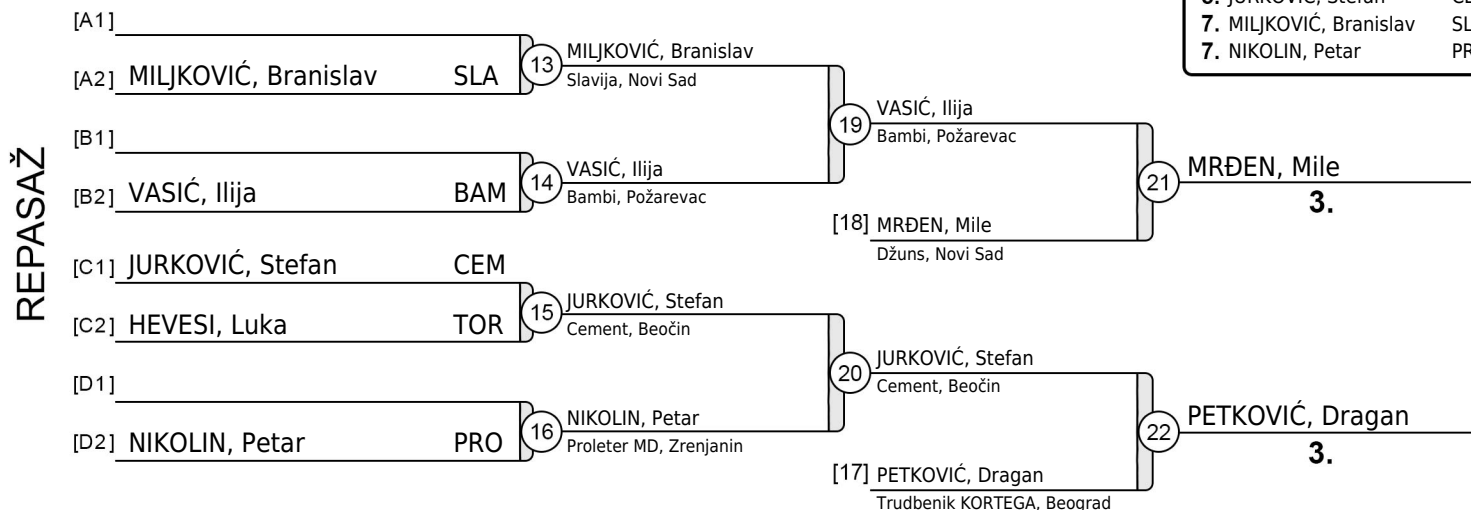 REPASAŽ
[A1]
[A2] MILJKOVIĆ, Branislav SLA
[B1]
[B2] VASIĆ, Ilija BAM
[C1] JURKOVIĆ, Stefan CEM
[C2] HEVESI, Luka TOR
[D1]
[D2] NIKOLIN, Petar PRO
13
MILJKOVIĆ, Branislav
Slavija, Novi Sad
14
VASIĆ, Ilija
Bambi, Požarevac
15
JURKOVIĆ, Stefan
Cement, Beočin
16
NIKOLIN, Petar
Proleter MD, Zrenjanin
19
VASIĆ, Ilija
Bambi, Požarevac
[18] MRĐEN, Mile
Džuns, Novi Sad
20
JURKOVIĆ, Stefan
Cement, Beočin
[17] PETKOVIĆ, Dragan
Trudbenik KORTEGA, Beograd
21
MRĐEN, Mile
3.
22
PETKOVIĆ, Dragan
3.
JURKOVIĆ, Stefan
7. MILJKOVIĆ, Branislav SL
7. NIKOLIN, Petar PR